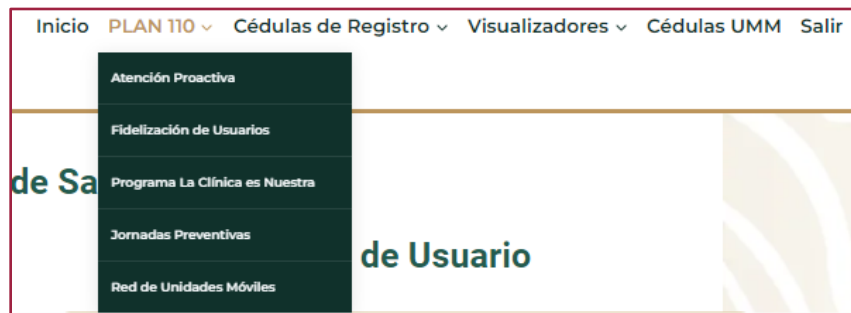 Inicio PLAN 110 Cédulas de Registro Visualizadores Cédulas UMM Salir
Atención Proactiva
Fidelización de Usuarios
de Sa
Programa La Clínica es Nuestra
Jornadas Preventivas
de Usuario
Red de Unidades Móviles